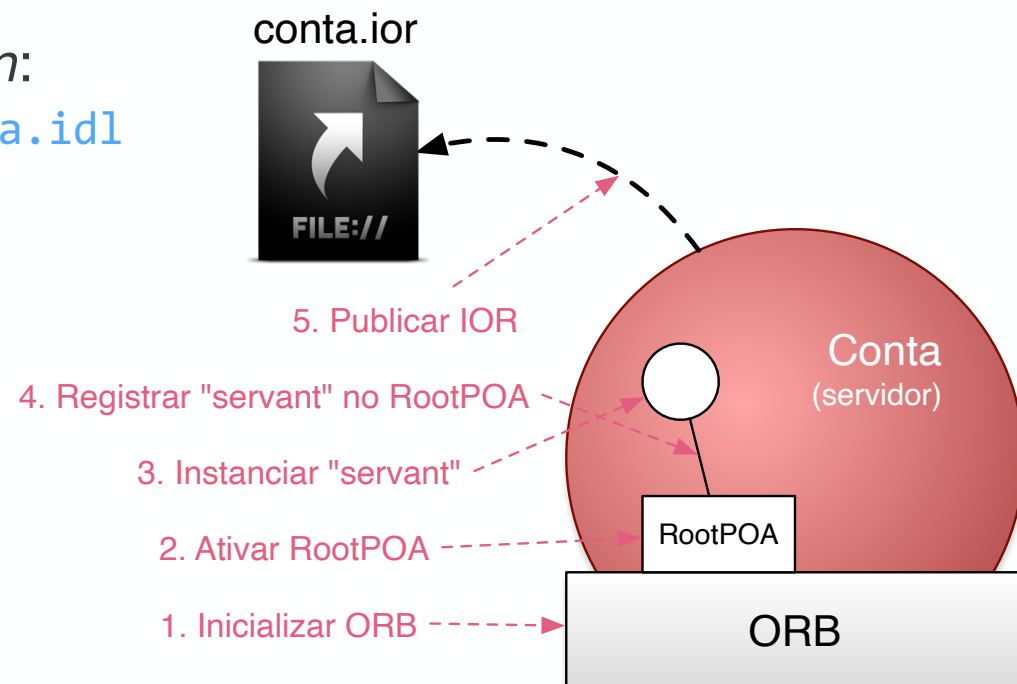 conta.ior
n:
a.idl
FILE://
5. Publicar IOR
Conta
(servidor)
4. Registrar "servant" no RootPOA
3. Instanciar "servant"
2. Ativar RootPOA
RootPOA
1. Inicializar ORB
ORB